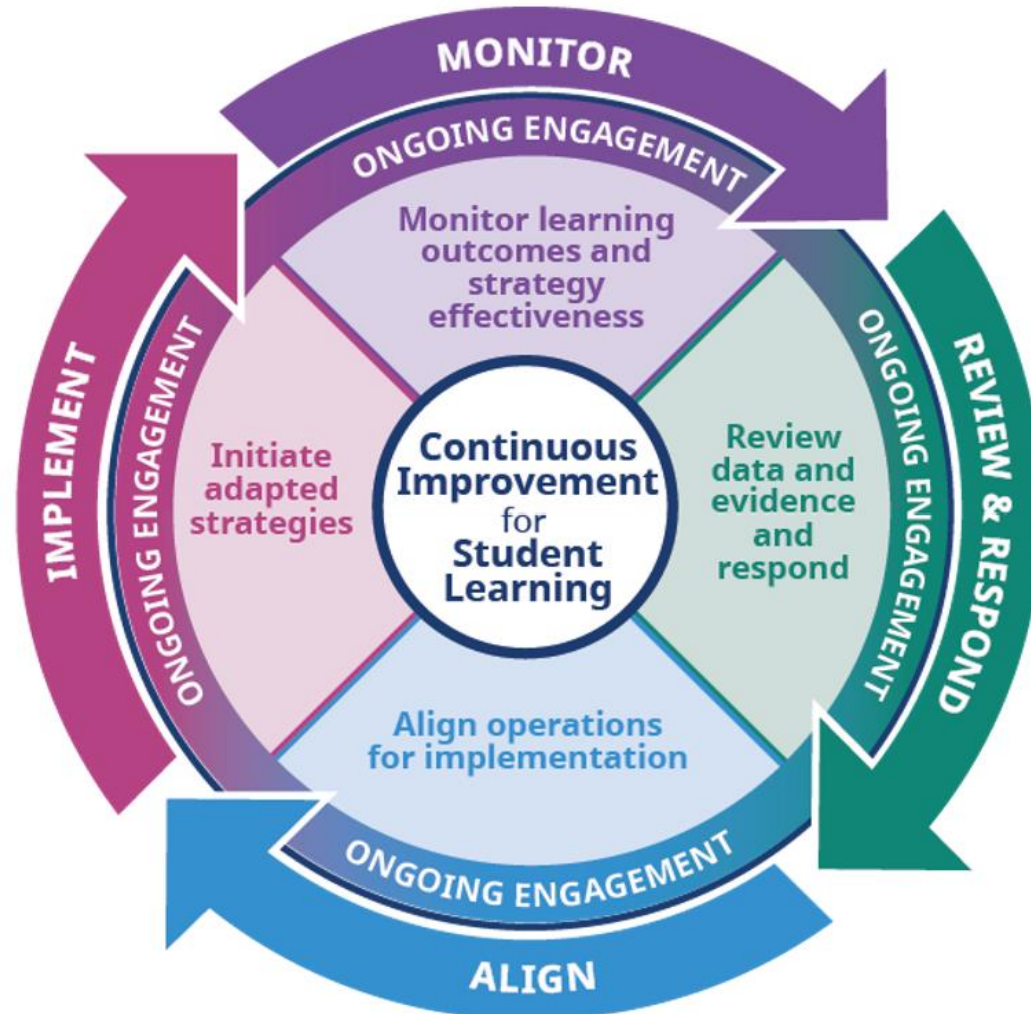 MONITOR
ONGOING ENGAGEMENT
Monitor learning
outcomes and
strategy
effectiveness
REVIEW & RESPOND
ONGOING ENGAGEMENT
Review
data and
evidence
and
respond
ALIGN
ONGOING ENGAGEMENT
Align operations
for implementation
IMPLEMENT
ONGOING ENGAGEMENT
Initiate
adapted
strategies
Continuous
Improvement
for
Student
Learning